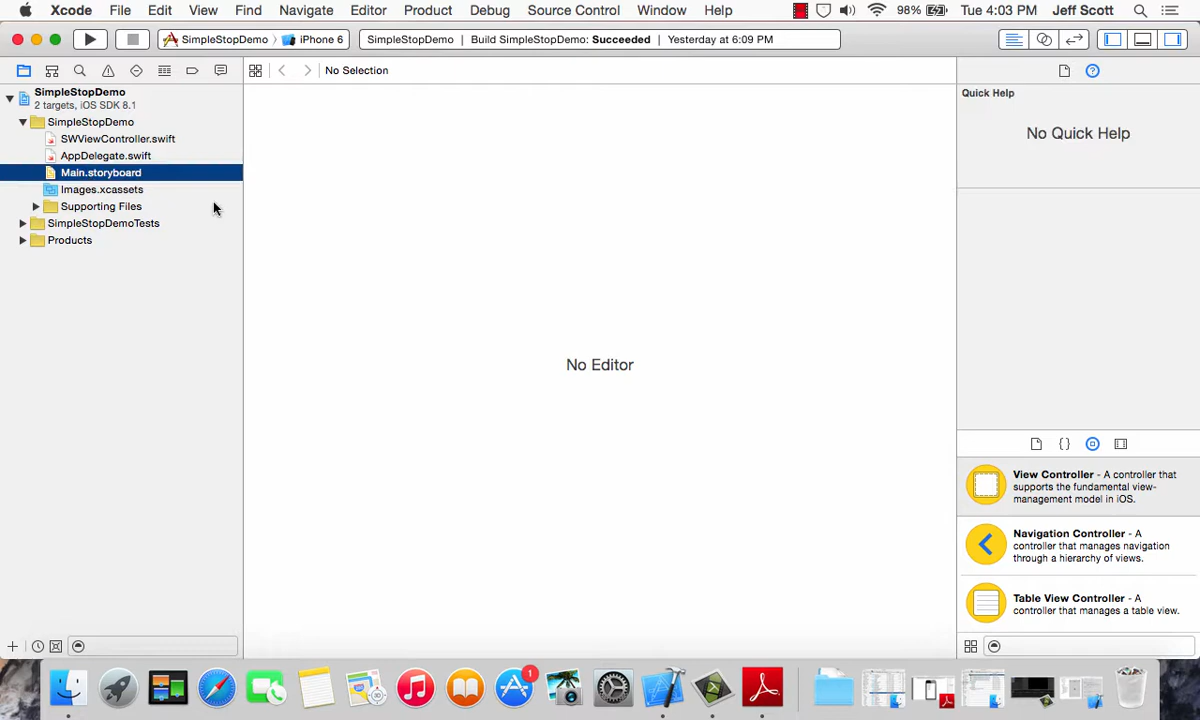 Xcode File Edit View Find Navigate Editor Product Debug Source Control Window Help 98% Tue 4:03 PM Jeff Scott
SimpleStopDemo iPhone 6 SimpleStopDemo Build SimpleStopDemo: Succeeded Yesterday at 6:09 PM
No Selection
SimpleStopDemo
2 targets, iOS SDK 8.1
SimpleStopDemo
SWViewController.swift
AppDelegate.swift
Main.storyboard
Images.xcassets
Supporting Files
SimpleStopDemoTests
Products
No Editor
Quick Help
No Quick Help
View Controller - A controller that
supports the fundamental view-
management model in iOS.
Navigation Controller - A
controller that manages navigation
through a hierarchy of views.
Table View Controller - A
controller that manages a table view.
1